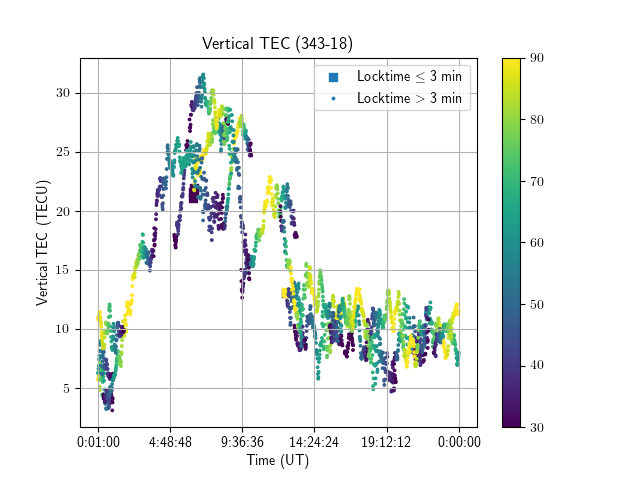 Vertical TEC (343-18)
Locktime ≤ 3 min
Locktime > 3 min
Vertical TEC (TECU)
30
25
20
15
10
5
0:01:00 4:48:48 9:36:36 14:24:24 19:12:12 0:00:00
Time (UT)
90
80
70
60
50
40
30